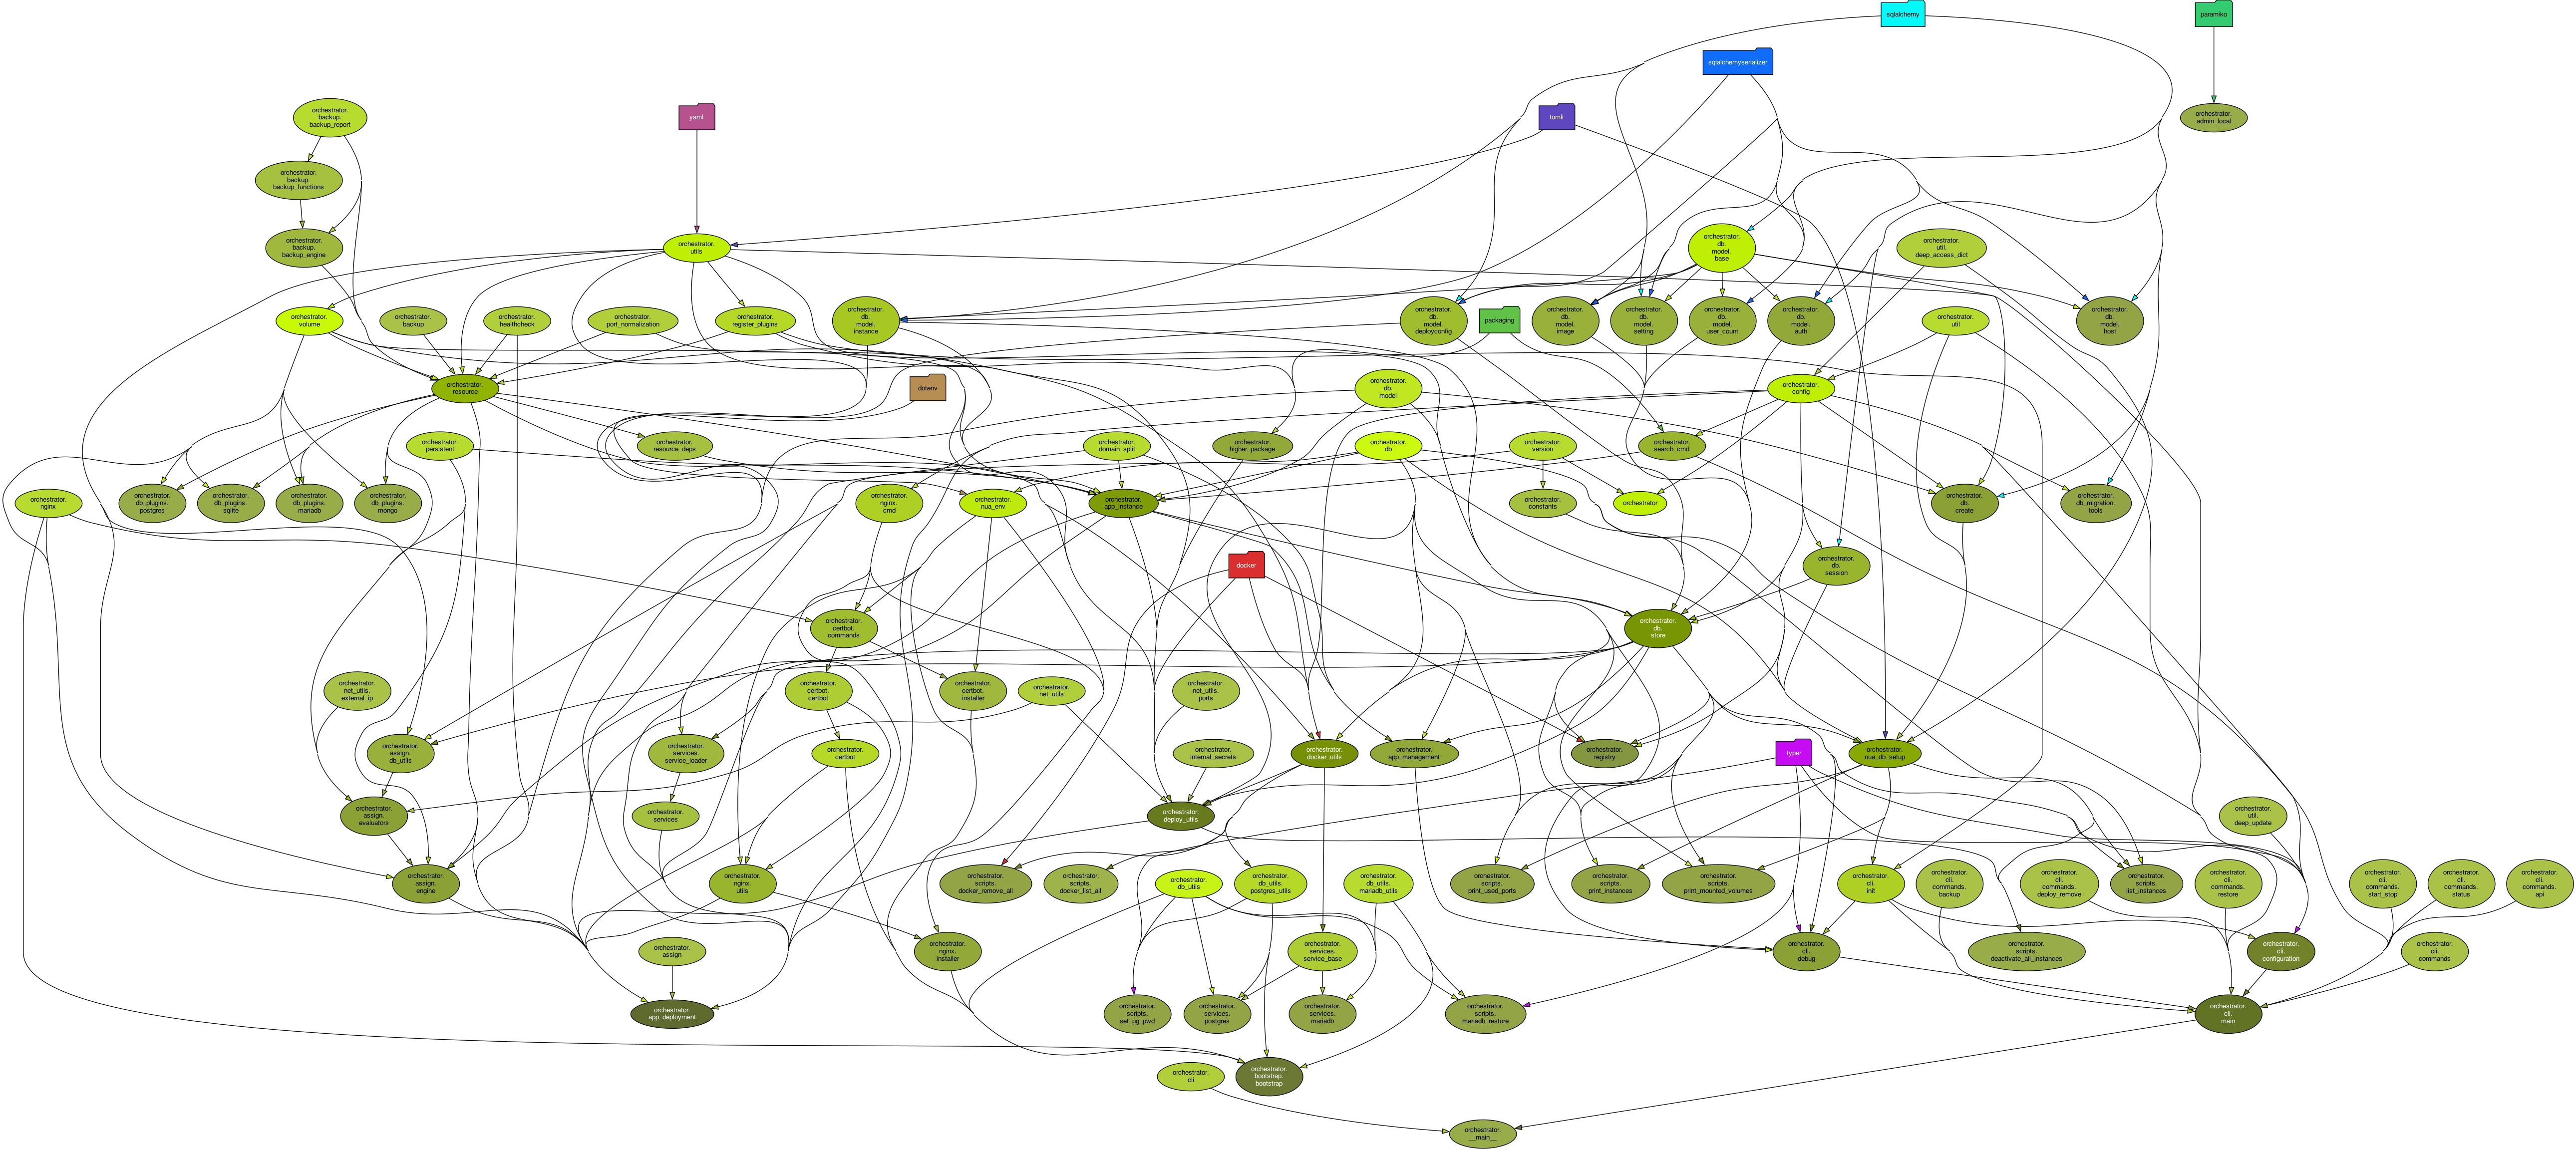 sqlalchemy
paramiko
sqlalchemyserializer
orchestrator.
backup.
backup_report
yaml
tomli
orchestrator.
admin_local
orchestrator.
backup.
backup_functions
orchestrator.
backup.
backup_engine
orchestrator.
utils
orchestrator.
db.
model.
base
orchestrator.
util.
deep_access_dict
orchestrator.
volume
orchestrator.
backup
orchestrator.
healthcheck
orchestrator.
port_normalization
orchestrator.
register_plugins
orchestrator.
db.
model.
instance
orchestrator.
db.
model.
deployconfig
packaging
orchestrator.
db.
model.
image
orchestrator.
db.
model.
setting
orchestrator.
db.
model.
user_count
orchestrator.
db.
model.
auth
orchestrator.
util
orchestrator.
db.
model.
host
orchestrator.
resource
dotenv
orchestrator.
db.
model
orchestrator.
config
orchestrator.
persistent
orchestrator.
resource_deps
orchestrator.
domain_split
orchestrator.
higher_package
orchestrator.
db
orchestrator.
version
orchestrator.
search_cmd
orchestrator.
nginx
orchestrator.
db_plugins.
postgres
orchestrator.
db_plugins.
sqlite
orchestrator.
db_plugins.
mariadb
orchestrator.
db_plugins.
mongo
orchestrator.
nginx.
cmd
orchestrator.
nua_env
orchestrator.
app_instance
orchestrator.
constants
orchestrator
orchestrator.
db.
create
orchestrator.
db_migration.
tools
docker
orchestrator.
db.
session
orchestrator.
certbot.
commands
orchestrator.
db.
store
orchestrator.
net_utils.
external_ip
orchestrator.
certbot.
certbot
orchestrator.
certbot.
installer
orchestrator.
net_utils
orchestrator.
net_utils.
ports
orchestrator.
assign.
db_utils
orchestrator.
services.
service_loader
orchestrator.
certbot
orchestrator.
internal_secrets
orchestrator.
docker_utils
orchestrator.
app_management
orchestrator.
registry
typer
orchestrator.
nua_db_setup
orchestrator.
assign.
evaluators
orchestrator.
services
orchestrator.
deploy_utils
orchestrator.
util.
deep_update
orchestrator.
assign.
engine
orchestrator.
nginx.
utils
orchestrator.
scripts.
docker_remove_all
orchestrator.
scripts.
docker_list_all
orchestrator.
db_utils
orchestrator.
db_utils.
postgres_utils
orchestrator.
db_utils.
mariadb_utils
orchestrator.
scripts.
print_used_ports
orchestrator.
scripts.
print_instances
orchestrator.
scripts.
print_mounted_volumes
orchestrator.
cli.
init
orchestrator.
cli.
commands.
backup
orchestrator.
cli.
commands.
deploy_remove
orchestrator.
scripts.
list_instances
orchestrator.
cli.
commands.
restore
orchestrator.
cli.
commands.
start_stop
orchestrator.
cli.
commands.
status
orchestrator.
cli.
commands.
api
orchestrator.
assign
orchestrator.
nginx.
installer
orchestrator.
services.
service_base
orchestrator.
cli.
debug
orchestrator.
scripts.
deactivate_all_instances
orchestrator.
cli.
configuration
orchestrator.
cli.
commands
orchestrator.
app_deployment
orchestrator.
scripts.
set_pg_pwd
orchestrator.
services.
postgres
orchestrator.
services.
mariadb
orchestrator.
scripts.
mariadb_restore
orchestrator.
cli.
main
orchestrator.
cli
orchestrator.
bootstrap.
bootstrap
orchestrator.
__main__